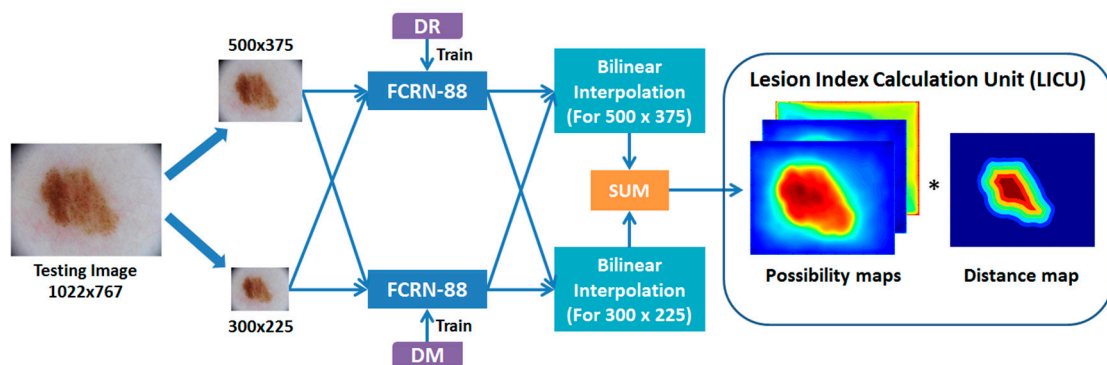 500x375
DR
Train
FCRN-88
Bilinear
Interpolation
(For 500 x 375)
Lesion Index Calculation Unit (LICU)
SUM
*
Testing Image
1022x767
300x225
FCRN-88
Train
DM
Bilinear
Interpolation
(For 300 x 225)
Possibility maps
Distance map